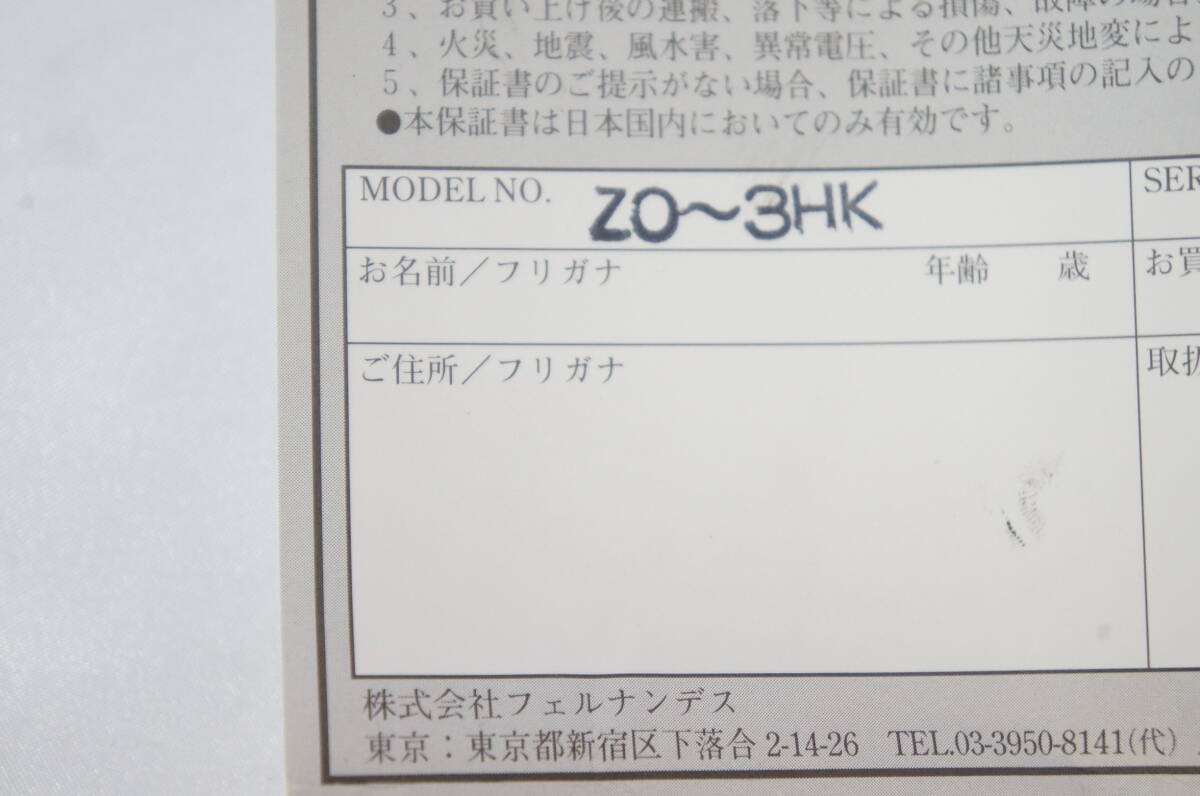 3、お買い上げ後の運搬、落下等による損傷、故障の場合
4、火災、地震、風水害、異常電圧、その他天災地変によ
5、保証書のご提示がない場合、保証書に諸事項の記入の
●本保証書は日本国内においてのみ有効です。
MODEL NO. ZO〜3HK SER
お名前／フリガナ 年齢 歳 お買
ご住所／フリガナ 取扱
株式会社フェルナンデス
東京：東京都新宿区下落合 2-14-26 TEL.03-3950-8141(代)